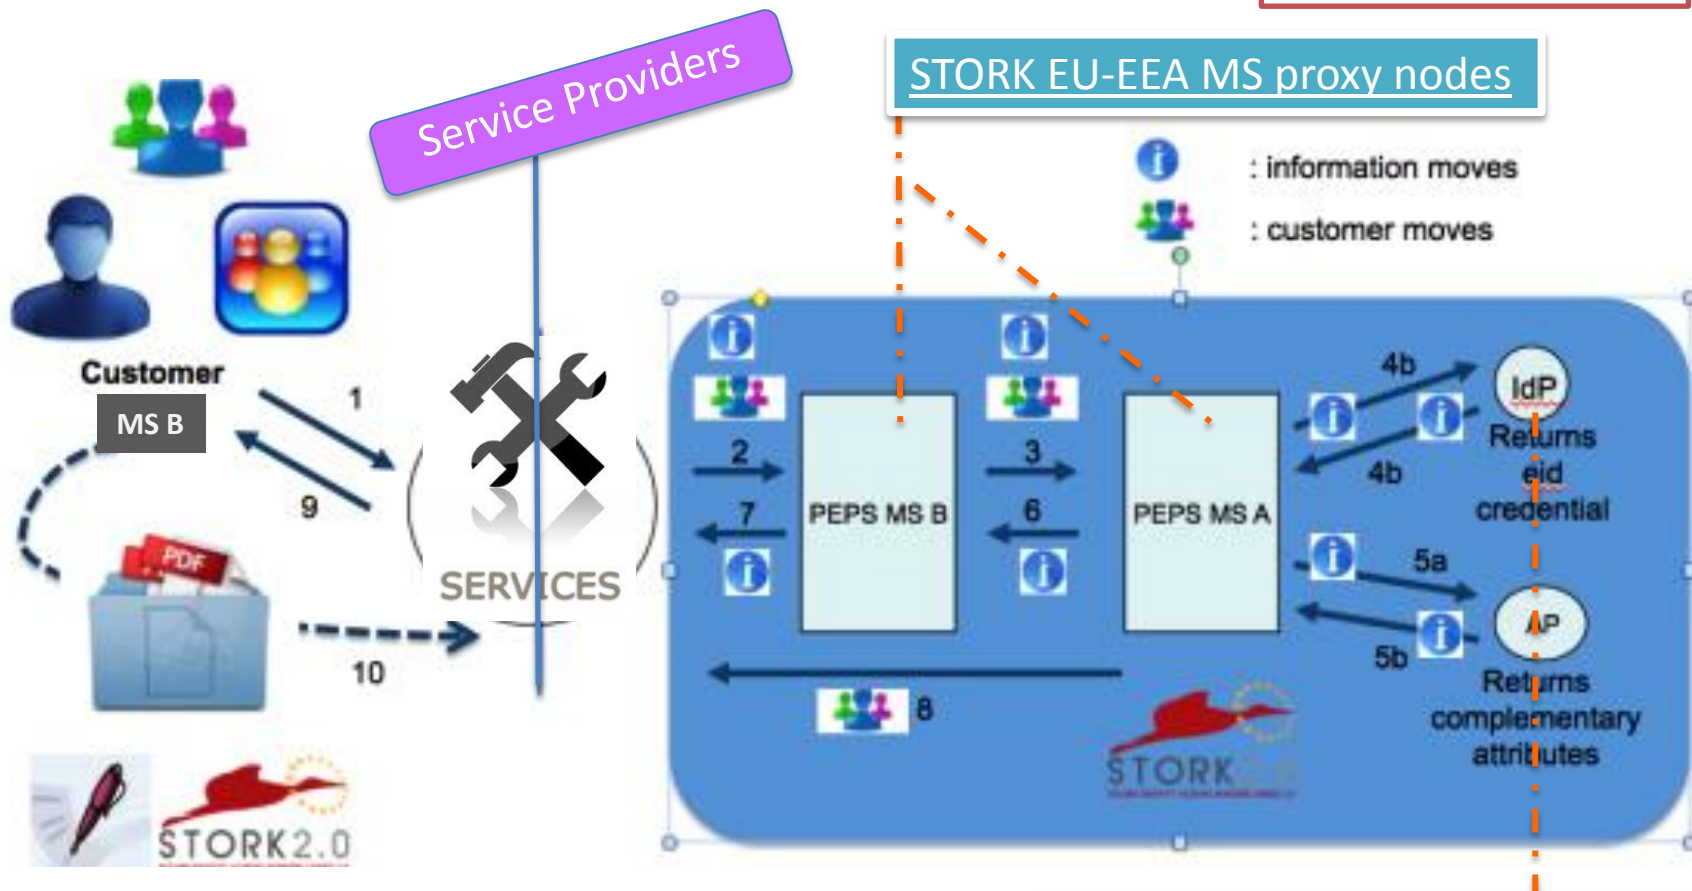 Service Providers
STORK EU-EEA MS proxy nodes
: information moves
: customer moves
Customer
MS B
1
9
PDF
10
SERVICES
2
7
PEPS MS B
3
6
PEPS MS A
4b
4b
IdP
Returns
eid
credential
5a
5b
AP
Returns
complementary
attributes
8
STORK
STORK2.0